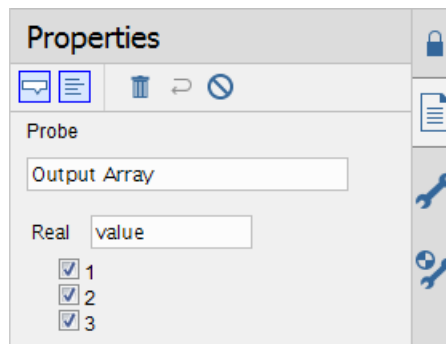 Properties
Probe
Output Array
Real value
1
2
3